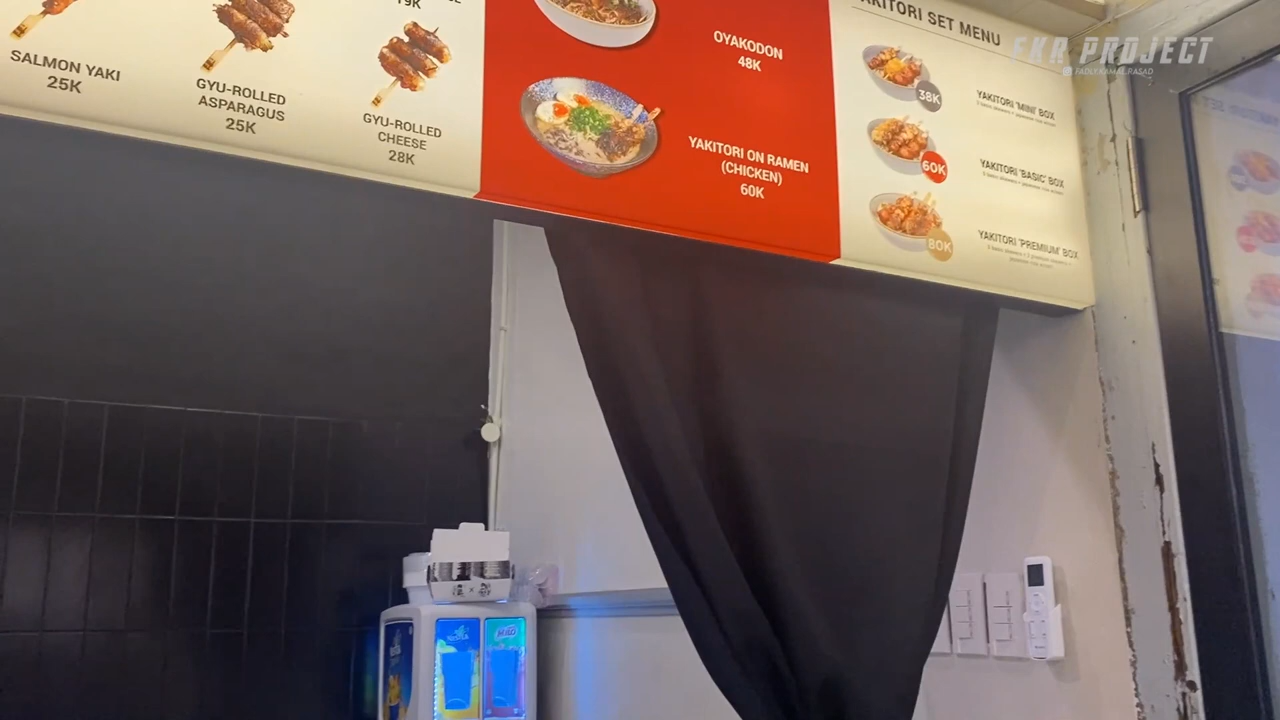 19K
SALMON YAKI
25K
GYU-ROLLED
ASPARAGUS
25K
GYU-ROLLED
CHEESE
28K
OYAKODON
48K
YAKITORI ON RAMEN
(CHICKEN)
60K
YAKITORI SET MENU
38K
YAKITORI 'MINI' BOX
60K
YAKITORI 'BASIC' BOX
80K
YAKITORI 'PREMIUM' BOX
FKR PROJECT
FADLY.KAMAL.RASAD